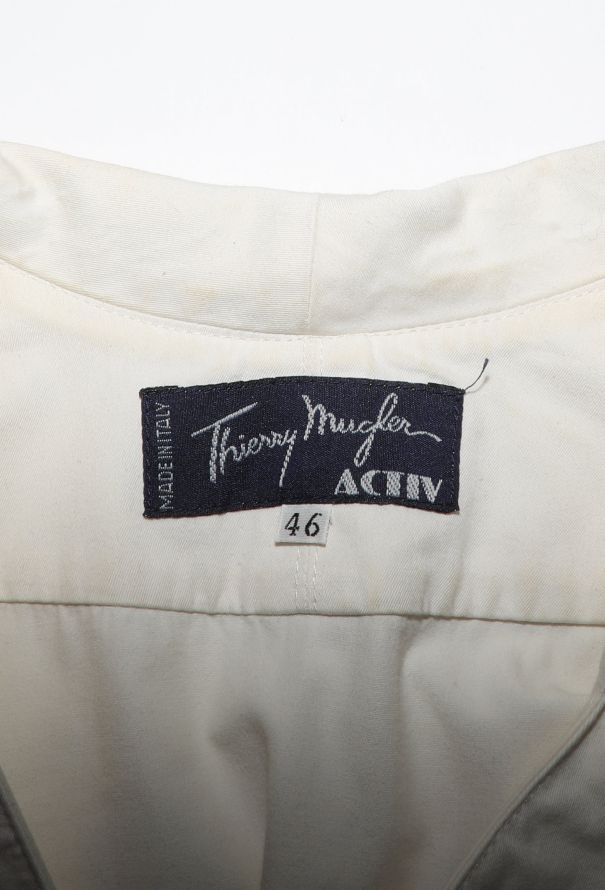 MADE IN ITALY
Thierry Mugler
ACTIV
46